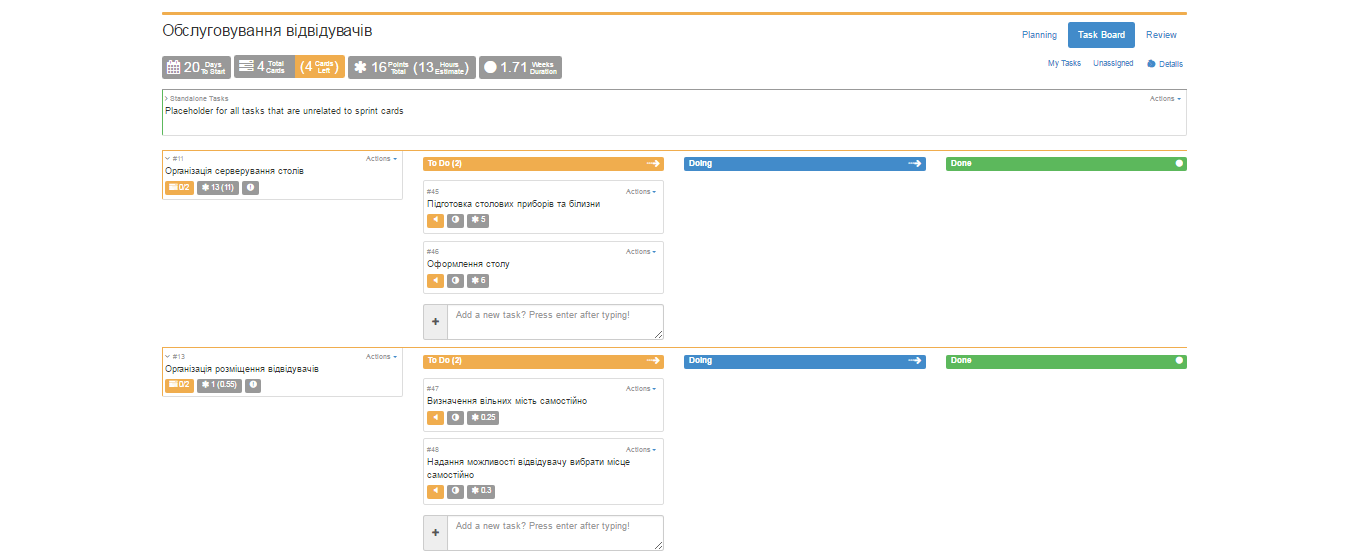 Обслуговування відвідувачів
Planning
Task Board
Review
20 Days To Start
4 Total Cards
(4 Cards Left)
16 Points Total (13 Hours Estimate)
1.71 Weeks Duration
My Tasks
Unassigned
Details
Standalone Tasks
Actions
Placeholder for all tasks that are unrelated to sprint cards
#11
Actions
Організація серверування столів
0/2
13 (11)
To Do (2)
Doing
Done
#45
Actions
Підготовка столових приборів та білизни
5
#46
Actions
Оформлення столу
6
Add a new task? Press enter after typing!
#13
Actions
Організація розміщення відвідувачів
0/2
1 (0.55)
To Do (2)
Doing
Done
#47
Actions
Визначення вільних мість самостійно
0.25
#48
Actions
Надання можливості відвідувачу вибрати місце
самостійно
0.3
Add a new task? Press enter after typing!